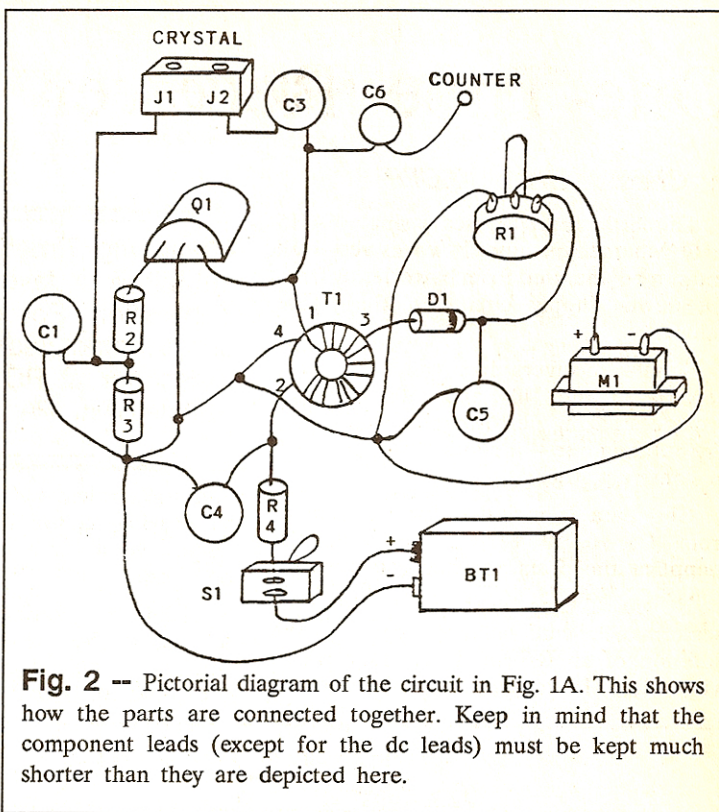 CRYSTAL
J1 J2
C3
C6
COUNTER
Q1
R1
C1
R
2
R
3
1
T1
4
3
2
D1
+ -
M1
C5
C4
R
4
S1
+
-
BT1
Fig. 2 -- Pictorial diagram of the circuit in Fig. 1A. This shows
how the parts are connected together. Keep in mind that the
component leads (except for the dc leads) must be kept much
shorter than they are depicted here.